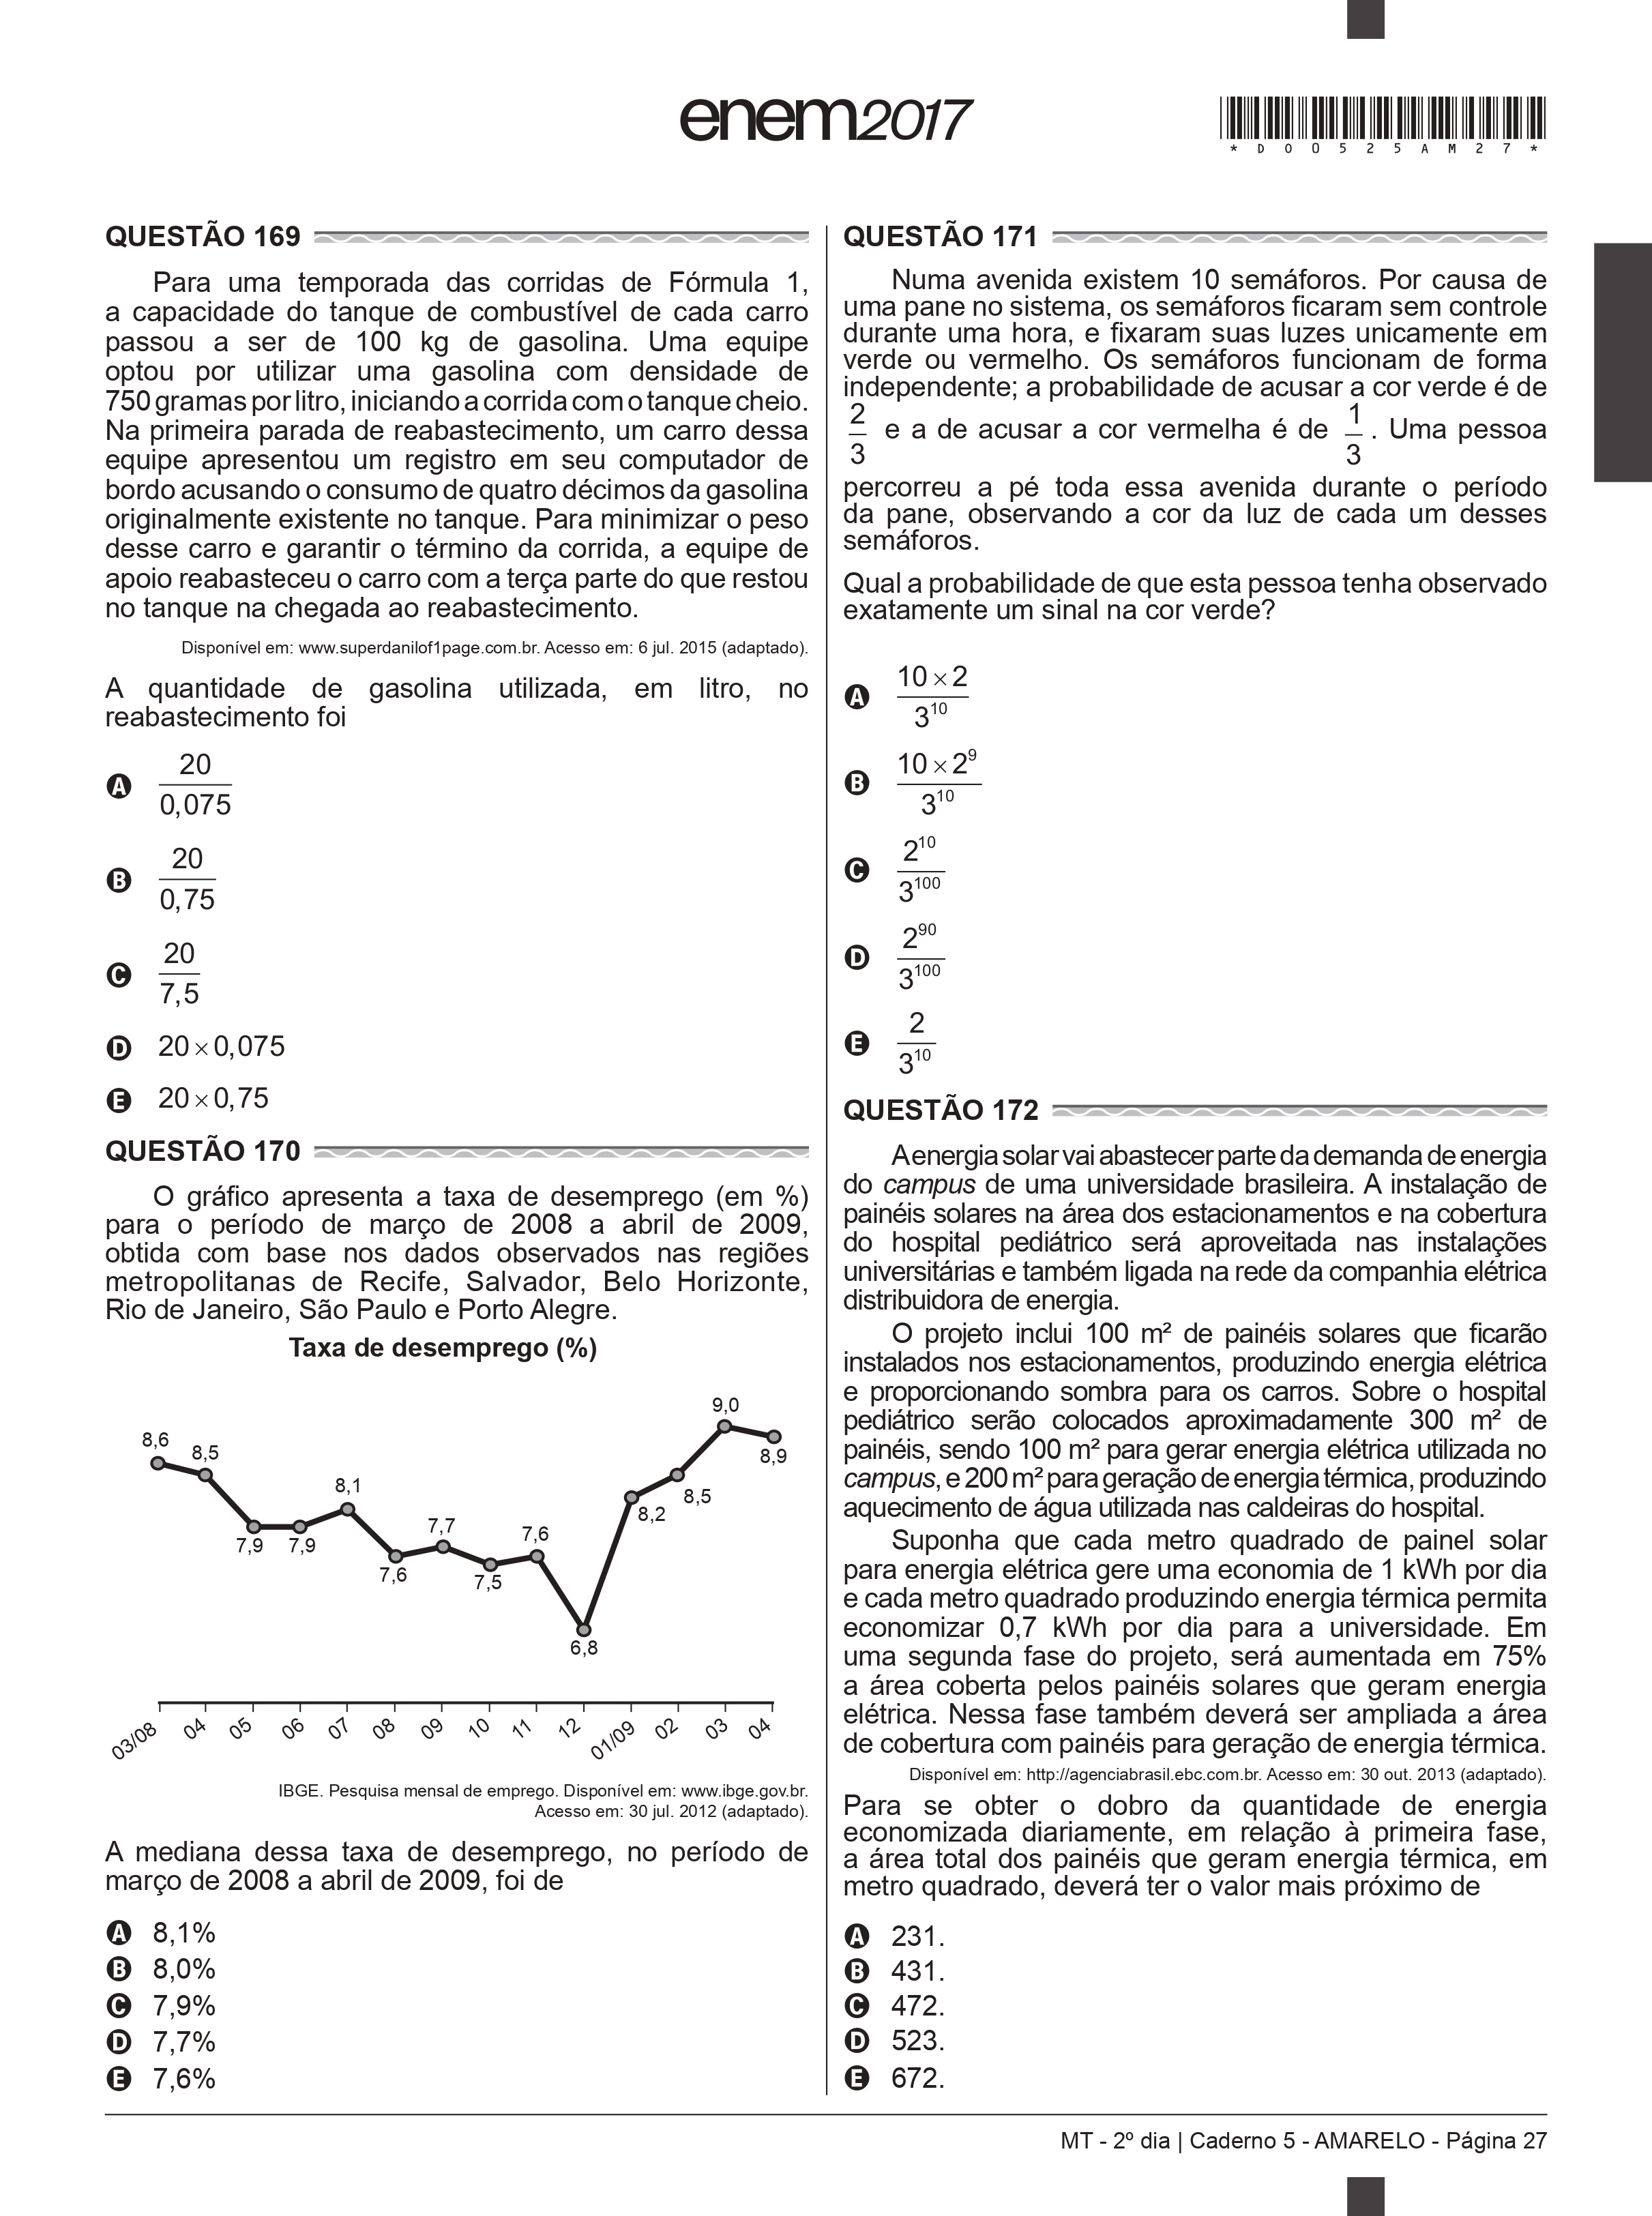 enem2017
* D O 0 5 2 5 A M 2 7 *
QUESTÃO 169
Para uma temporada das corridas de Fórmula 1,
a capacidade do tanque de combustível de cada carro
passou a ser de 100 kg de gasolina. Uma equipe
optou por utilizar uma gasolina com densidade de
750 gramas por litro, iniciando a corrida com o tanque cheio.
Na primeira parada de reabastecimento, um carro dessa
equipe apresentou um registro em seu computador de
bordo acusando o consumo de quatro décimos da gasolina
originalmente existente no tanque. Para minimizar o peso
desse carro e garantir o término da corrida, a equipe de
apoio reabasteceu o carro com a terça parte do que restou
no tanque na chegada ao reabastecimento.
Disponível em: www.superdanilof1page.com.br. Acesso em: 6 jul. 2015 (adaptado).
A quantidade de gasolina utilizada, em litro, no
reabastecimento foi
A 20/0,075
B 20/0,75
C 20/7,5
D 20 × 0,075
E 20 × 0,75
QUESTÃO 170
O gráfico apresenta a taxa de desemprego (em %)
para o período de março de 2008 a abril de 2009,
obtida com base nos dados observados nas regiões
metropolitanas de Recife, Salvador, Belo Horizonte,
Rio de Janeiro, São Paulo e Porto Alegre.
Taxa de desemprego (%)
8,6 8,5 7,9 7,9 8,1 7,6 7,7 7,5 7,6 6,8 8,2 8,5 9,0 8,9
03/08 04 05 06 07 08 09 10 11 12 01/09 02 03 04
IBGE. Pesquisa mensal de emprego. Disponível em: www.ibge.gov.br.
Acesso em: 30 jul. 2012 (adaptado).
A mediana dessa taxa de desemprego, no período de
março de 2008 a abril de 2009, foi de
A 8,1%
B 8,0%
C 7,9%
D 7,7%
E 7,6%
QUESTÃO 171
Numa avenida existem 10 semáforos. Por causa de
uma pane no sistema, os semáforos ficaram sem controle
durante uma hora, e fixaram suas luzes unicamente em
verde ou vermelho. Os semáforos funcionam de forma
independente; a probabilidade de acusar a cor verde é de
2/3 e a de acusar a cor vermelha é de 1/3. Uma pessoa
percorreu a pé toda essa avenida durante o período
da pane, observando a cor da luz de cada um desses
semáforos.
Qual a probabilidade de que esta pessoa tenha observado
exatamente um sinal na cor verde?
A 10 × 2/3¹⁰
B 10 × 2⁹/3¹⁰
C 2¹⁰/3¹⁰⁰
D 2⁹⁰/3¹⁰⁰
E 2/3¹⁰
QUESTÃO 172
A energia solar vai abastecer parte da demanda de energia
do campus de uma universidade brasileira. A instalação de
painéis solares na área dos estacionamentos e na cobertura
do hospital pediátrico será aproveitada nas instalações
universitárias e também ligada na rede da companhia elétrica
distribuidora de energia.
O projeto inclui 100 m² de painéis solares que ficarão
instalados nos estacionamentos, produzindo energia elétrica
e proporcionando sombra para os carros. Sobre o hospital
pediátrico serão colocados aproximadamente 300 m² de
painéis, sendo 100 m² para gerar energia elétrica utilizada no
campus, e 200 m² para geração de energia térmica, produzindo
aquecimento de água utilizada nas caldeiras do hospital.
Suponha que cada metro quadrado de painel solar
para energia elétrica gere uma economia de 1 kWh por dia
e cada metro quadrado produzindo energia térmica permita
economizar 0,7 kWh por dia para a universidade. Em
uma segunda fase do projeto, será aumentada em 75%
a área coberta pelos painéis solares que geram energia
elétrica. Nessa fase também deverá ser ampliada a área
de cobertura com painéis para geração de energia térmica.
Disponível em: http://agenciabrasil.ebc.com.br. Acesso em: 30 out. 2013 (adaptado).
Para se obter o dobro da quantidade de energia
economizada diariamente, em relação à primeira fase,
a área total dos painéis que geram energia térmica, em
metro quadrado, deverá ter o valor mais próximo de
A 231.
B 431.
C 472.
D 523.
E 672.
MT - 2º dia | Caderno 5 - AMARELO - Página 27